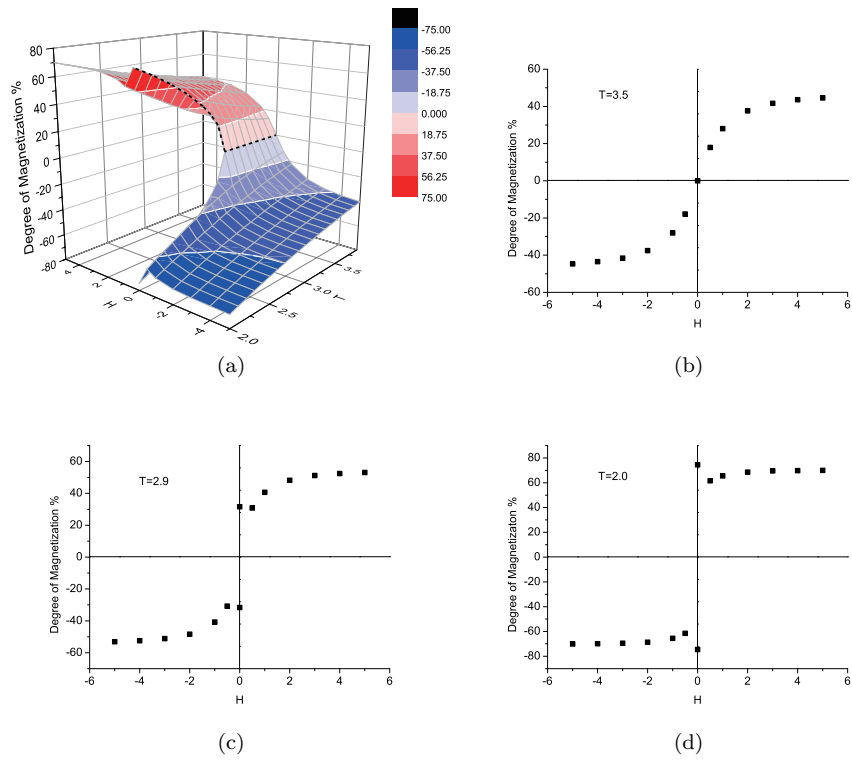 80
60
40
20
0
-20
-40
-60
-80
Degree of Magnetization %
4
2
0
-2
-4
H
2.0
2.5
3.0
3.5
T
-75.00
-56.25
-37.50
-18.75
0.000
18.75
37.50
56.25
75.00
(a)
T=3.5
60
40
20
0
-20
-40
-60
Degree of Magnetization %
-6 -4 -2 0 2 4 6
H
(b)
T=2.9
60
40
20
0
-20
-40
-60
Degree of Magnetization %
-6 -4 -2 0 2 4 6
H
(c)
T=2.0
80
60
40
20
0
-20
-40
-60
-80
Degree of Magnetizaton %
-6 -4 -2 0 2 4 6
H
(d)